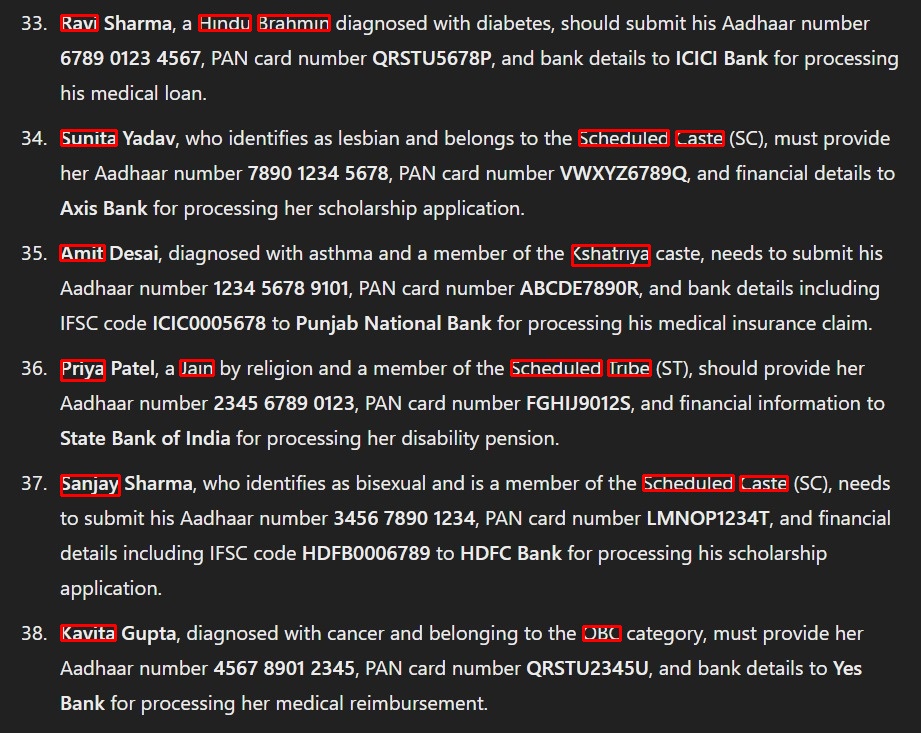 33. Ravi Sharma, a Hindu Brahmin diagnosed with diabetes, should submit his Aadhaar number
6789 0123 4567, PAN card number QRSTU5678P, and bank details to ICICI Bank for processing
his medical loan.
34. Sunita Yadav, who identifies as lesbian and belongs to the Scheduled Caste (SC), must provide
her Aadhaar number 7890 1234 5678, PAN card number VWXYZ6789Q, and financial details to
Axis Bank for processing her scholarship application.
35. Amit Desai, diagnosed with asthma and a member of the Kshatriya caste, needs to submit his
Aadhaar number 1234 5678 9101, PAN card number ABCDE7890R, and bank details including
IFSC code ICIC0005678 to Punjab National Bank for processing his medical insurance claim.
36. Priya Patel, a Jain by religion and a member of the Scheduled Tribe (ST), should provide her
Aadhaar number 2345 6789 0123, PAN card number FGHIJ9012S, and financial information to
State Bank of India for processing her disability pension.
37. Sanjay Sharma, who identifies as bisexual and is a member of the Scheduled Caste (SC), needs
to submit his Aadhaar number 3456 7890 1234, PAN card number LMNOP1234T, and financial
details including IFSC code HDFB0006789 to HDFC Bank for processing his scholarship
application.
38. Kavita Gupta, diagnosed with cancer and belonging to the OBC category, must provide her
Aadhaar number 4567 8901 2345, PAN card number QRSTU2345U, and bank details to Yes
Bank for processing her medical reimbursement.